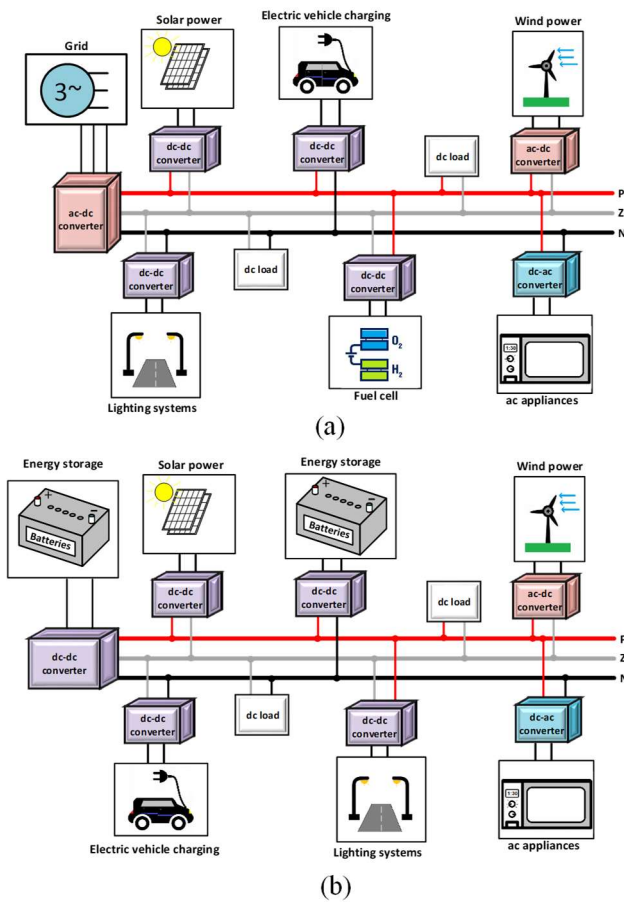 Solar power
Electric vehicle charging
Wind power
Grid
3~
dc-dc
converter
dc-dc
converter
dc load
ac-dc
converter
ac-dc
converter
P
Z
N
dc-dc
converter
dc load
dc-dc
converter
dc-ac
converter
O2
H2
1:30
Lighting systems
Fuel cell
ac appliances
(a)
Energy storage
Solar power
Energy storage
Wind power
+ -
Batteries
+ -
Batteries
dc-dc
converter
dc-dc
converter
dc load
ac-dc
converter
dc-dc
converter
P
Z
N
dc-dc
converter
dc load
dc-dc
converter
dc-ac
converter
1:30
Electric vehicle charging
Lighting systems
ac appliances
(b)